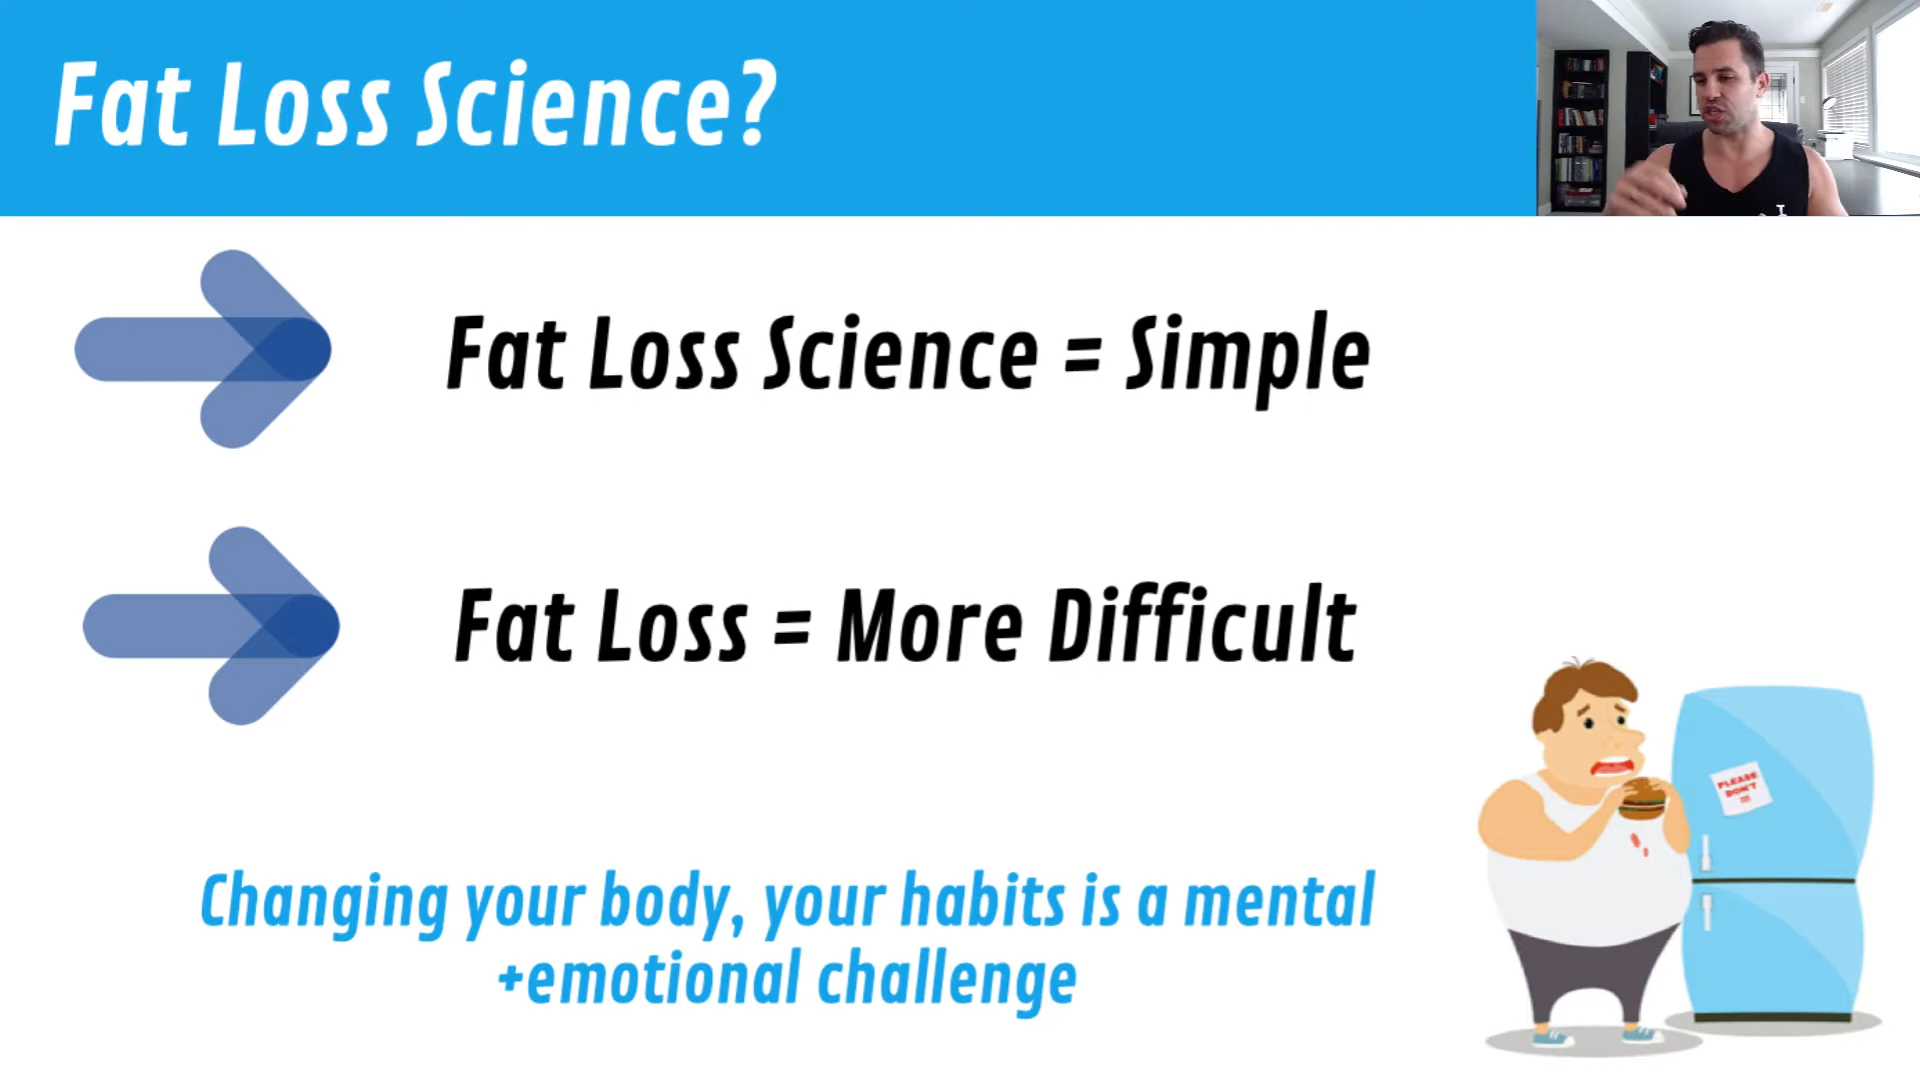 Fat Loss Science?
Fat Loss Science = Simple
Fat Loss = More Difficult
PLEASE
DON'T
!!!
Changing your body, your habits is a mental
+emotional challenge